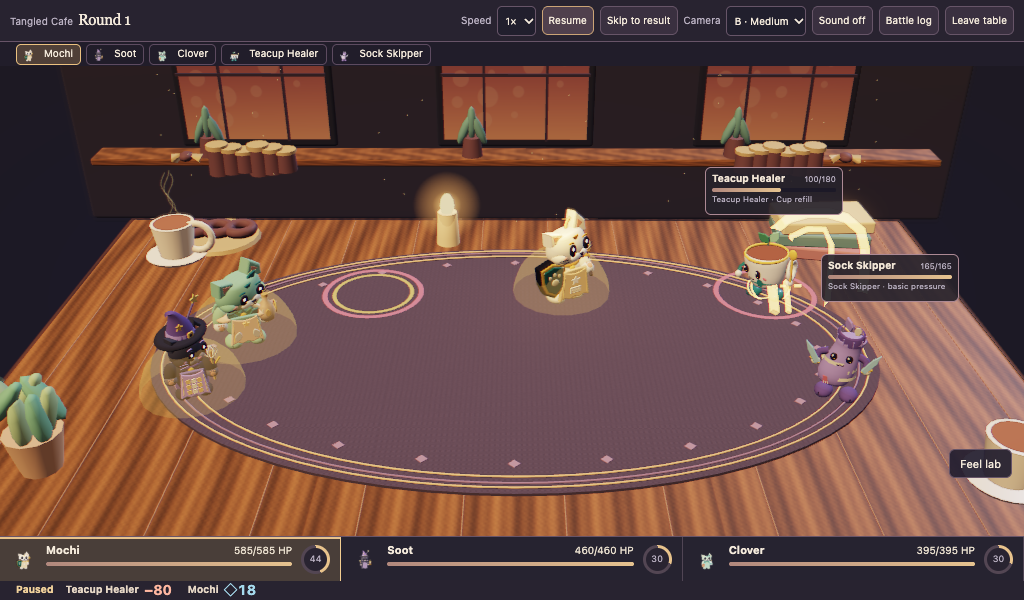 Tangled Cafe Round 1
Speed 1x Resume Skip to result Camera B · Medium Sound off Battle log Leave table
Mochi Soot Clover Teacup Healer Sock Skipper
Teacup Healer 100/180
Teacup Healer · Cup refill
Sock Skipper 165/165
Sock Skipper · basic pressure
Feel lab
Mochi 585/585 HP 44
Soot 460/460 HP 30
Clover 395/395 HP 30
Paused Teacup Healer −80 Mochi ◇18